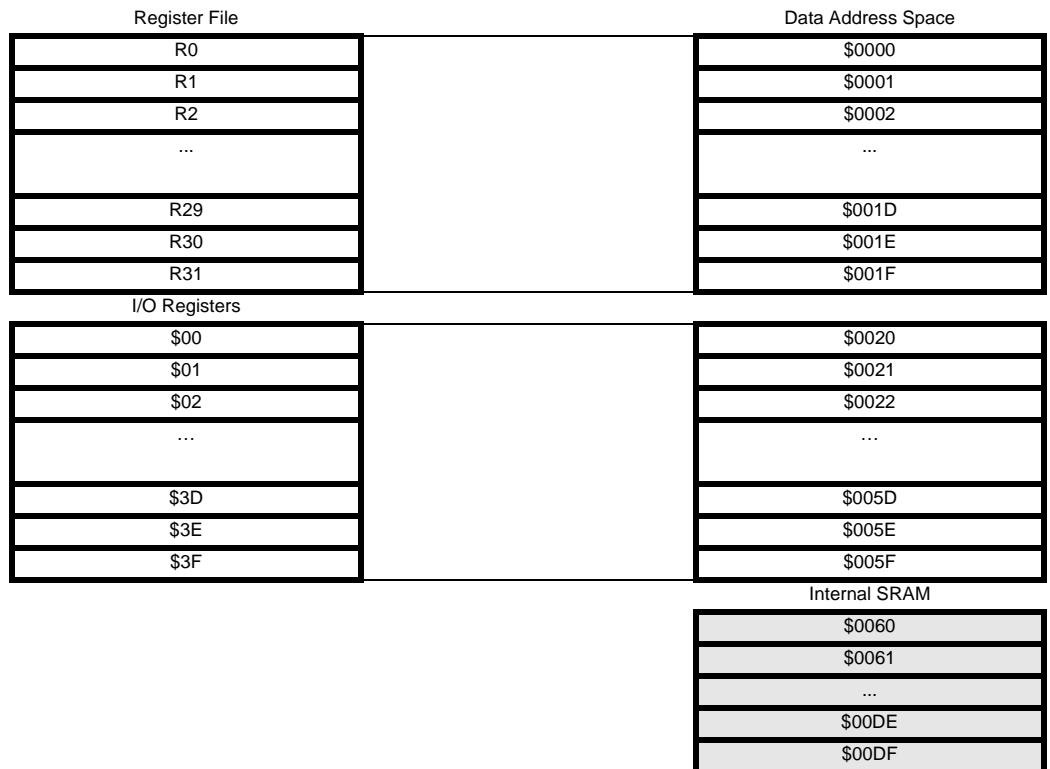 Register File Data Address Space
R0 $0000
R1 $0001
R2 $0002
... ...
R29 $001D
R30 $001E
R31 $001F
I/O Registers
$00 $0020
$01 $0021
$02 $0022
… …
$3D $005D
$3E $005E
$3F $005F
Internal SRAM
$0060
$0061
...
$00DE
$00DF